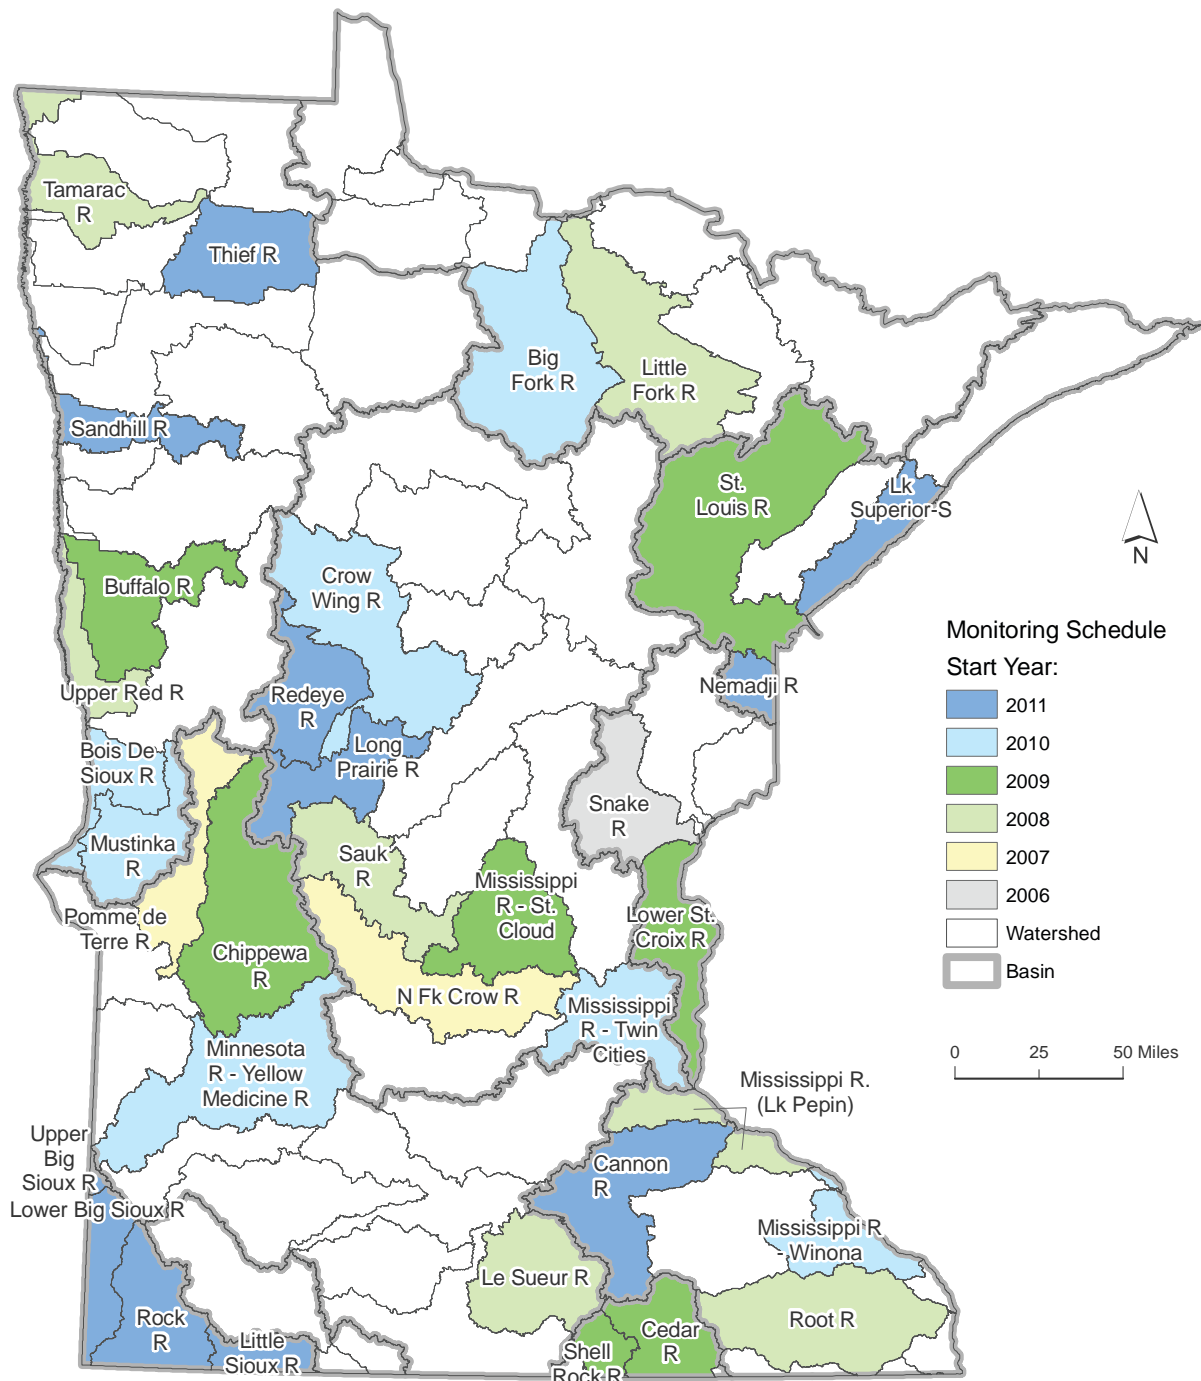 Tamarac
R
Thief R
Big
Fork R
Little
Fork R
Sandhill R
St.
Louis R
Lk
Superior-S
N
Buffalo R
Crow
Wing R
Upper Red R
Redeye
R
Nemadji R
Bois De
Sioux R
Long
Prairie R
Mustinka
R
Snake
R
Sauk
R
Mississippi
R - St.
Cloud
Pomme de
Terre R
Chippewa
R
Lower St.
Croix R
N Fk Crow R
Mississippi
R - Twin
Cities
Minnesota
R - Yellow
Medicine R
Mississippi R.
(Lk Pepin)
Upper
Big
Sioux R
Lower Big Sioux R
Cannon
R
Mississippi R
- Winona
Le Sueur R
Rock
R
Little
Sioux R
Shell
Rock R
Cedar
R
Root R
Monitoring Schedule
Start Year:
2011
2010
2009
2008
2007
2006
Watershed
Basin
0 25 50 Miles